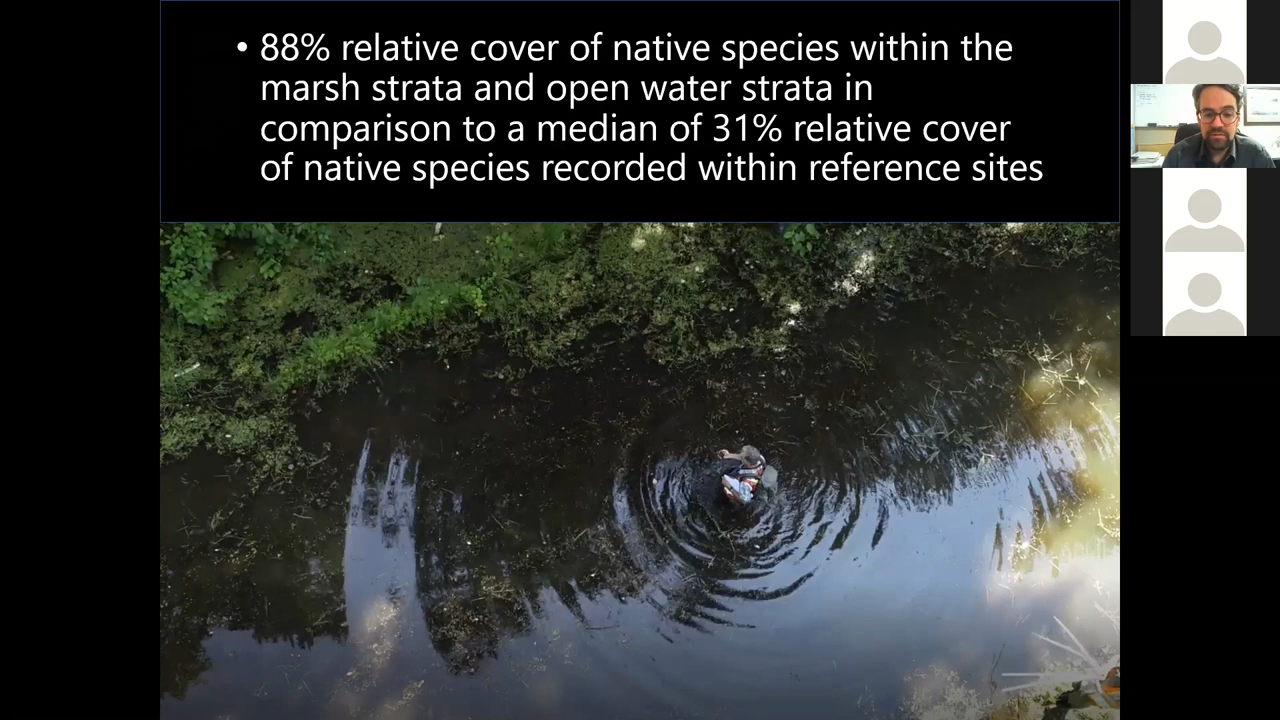 • 88% relative cover of native species within the
marsh strata and open water strata in
comparison to a median of 31% relative cover
of native species recorded within reference sites